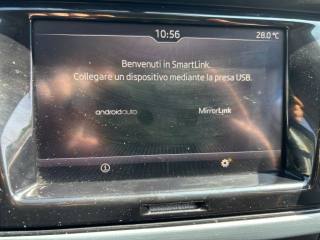 10:56
28.0 °C
Benvenuti in SmartLink.
Collegare un dispositivo mediante la presa USB.
androidauto
MirrorLink